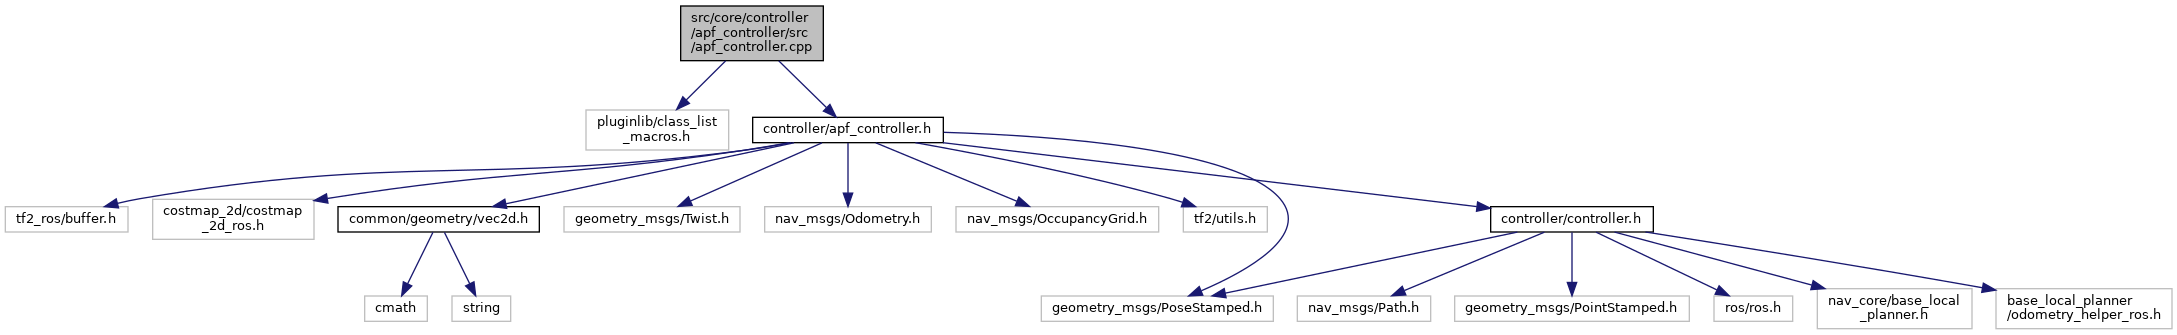 src/core/controller
/apf_controller/src
/apf_controller.cpp
pluginlib/class_list
_macros.h
controller/apf_controller.h
tf2_ros/buffer.h
costmap_2d/costmap
_2d_ros.h
common/geometry/vec2d.h
geometry_msgs/Twist.h
nav_msgs/Odometry.h
nav_msgs/OccupancyGrid.h
tf2/utils.h
controller/controller.h
cmath
string
geometry_msgs/PoseStamped.h
nav_msgs/Path.h
geometry_msgs/PointStamped.h
ros/ros.h
nav_core/base_local
_planner.h
base_local_planner
/odometry_helper_ros.h